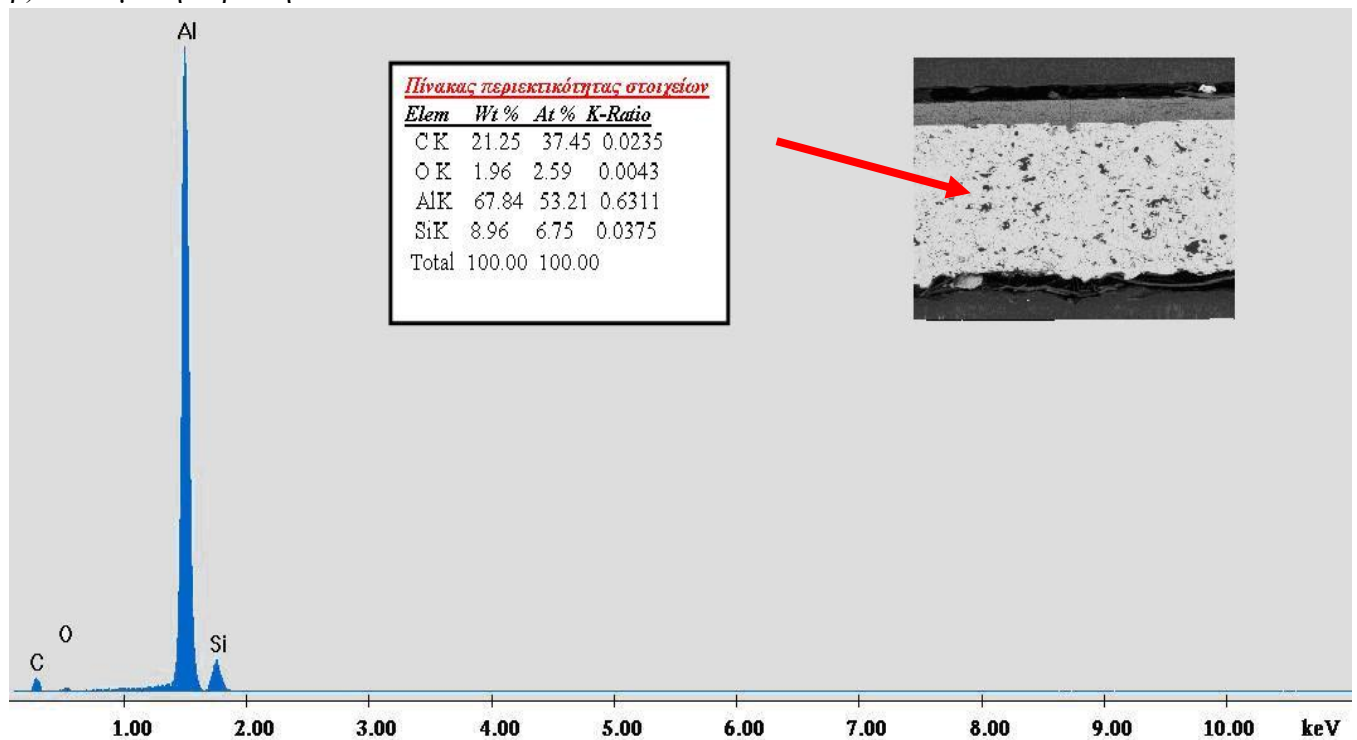 Al
Πίνακας περιεκτικότητας στοιχείων
Elem Wt % At % K-Ratio
C K 21.25 37.45 0.0235
O K 1.96 2.59 0.0043
AlK 67.84 53.21 0.6311
SiK 8.96 6.75 0.0375
Total 100.00 100.00
O
Si
C
1.00 2.00 3.00 4.00 5.00 6.00 7.00 8.00 9.00 10.00 keV